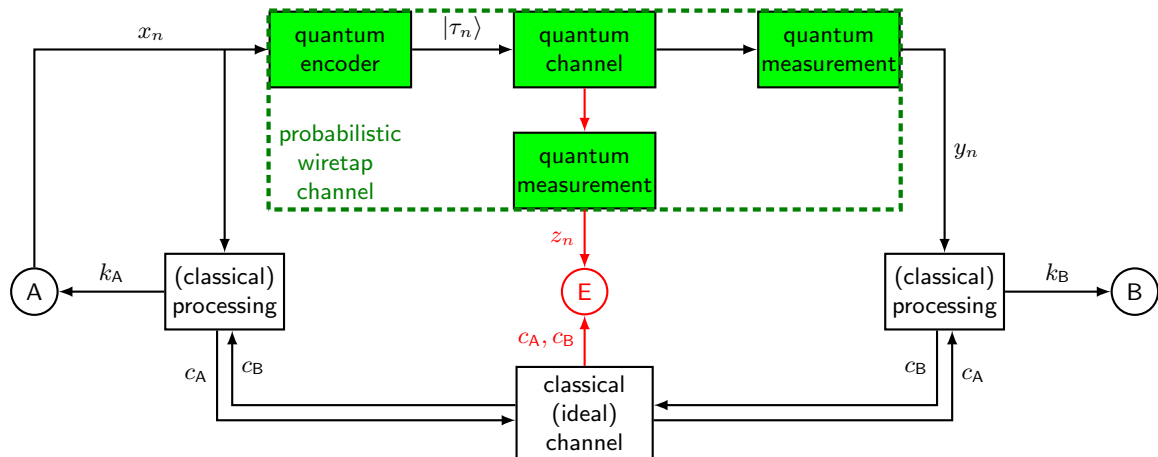 x_n
quantum
encoder
|τ_n⟩
quantum
channel
quantum
measurement
probabilistic
wiretap
channel
quantum
measurement
y_n
z_n
A
k_A
(classical)
processing
E
(classical)
processing
k_B
B
c_A, c_B
c_A
c_B
c_B
c_A
classical
(ideal)
channel